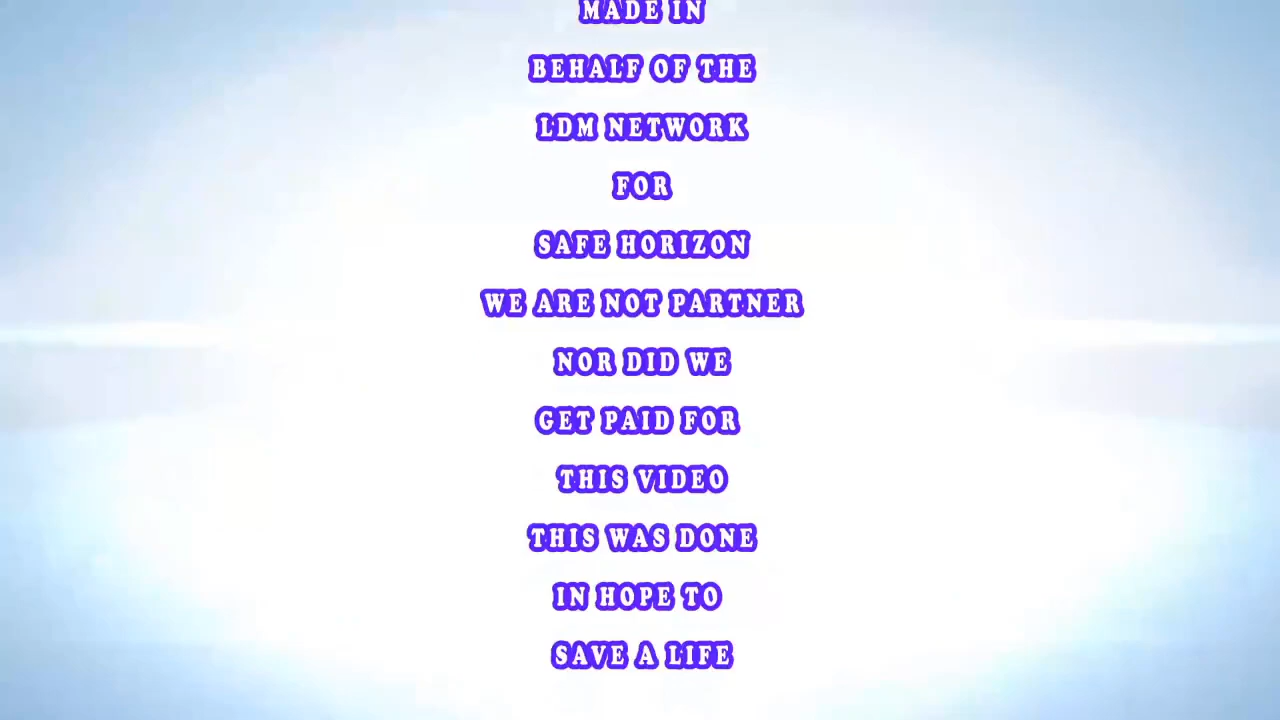 MADE IN
BEHALF OF THE
LDM NETWORK
FOR
SAFE HORIZON
WE ARE NOT PARTNER
NOR DID WE
GET PAID FOR
THIS VIDEO
THIS WAS DONE
IN HOPE TO
SAVE A LIFE